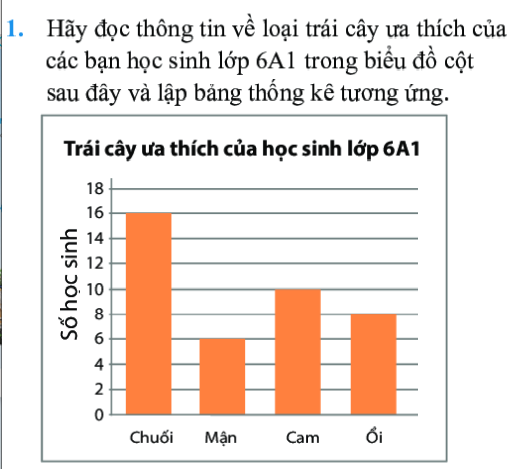 1. Hãy đọc thông tin về loại trái cây ưa thích của
các bạn học sinh lớp 6A1 trong biểu đồ cột
sau đây và lập bảng thống kê tương ứng.
Trái cây ưa thích của học sinh lớp 6A1
Số học sinh
18
16
14
12
10
8
6
4
2
0
Chuối Mận Cam Ổi